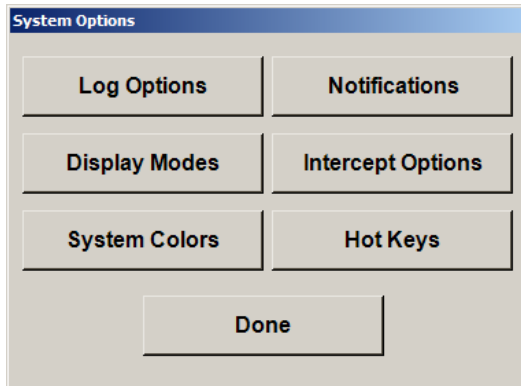 System Options
Log Options
Notifications
Display Modes
Intercept Options
System Colors
Hot Keys
Done